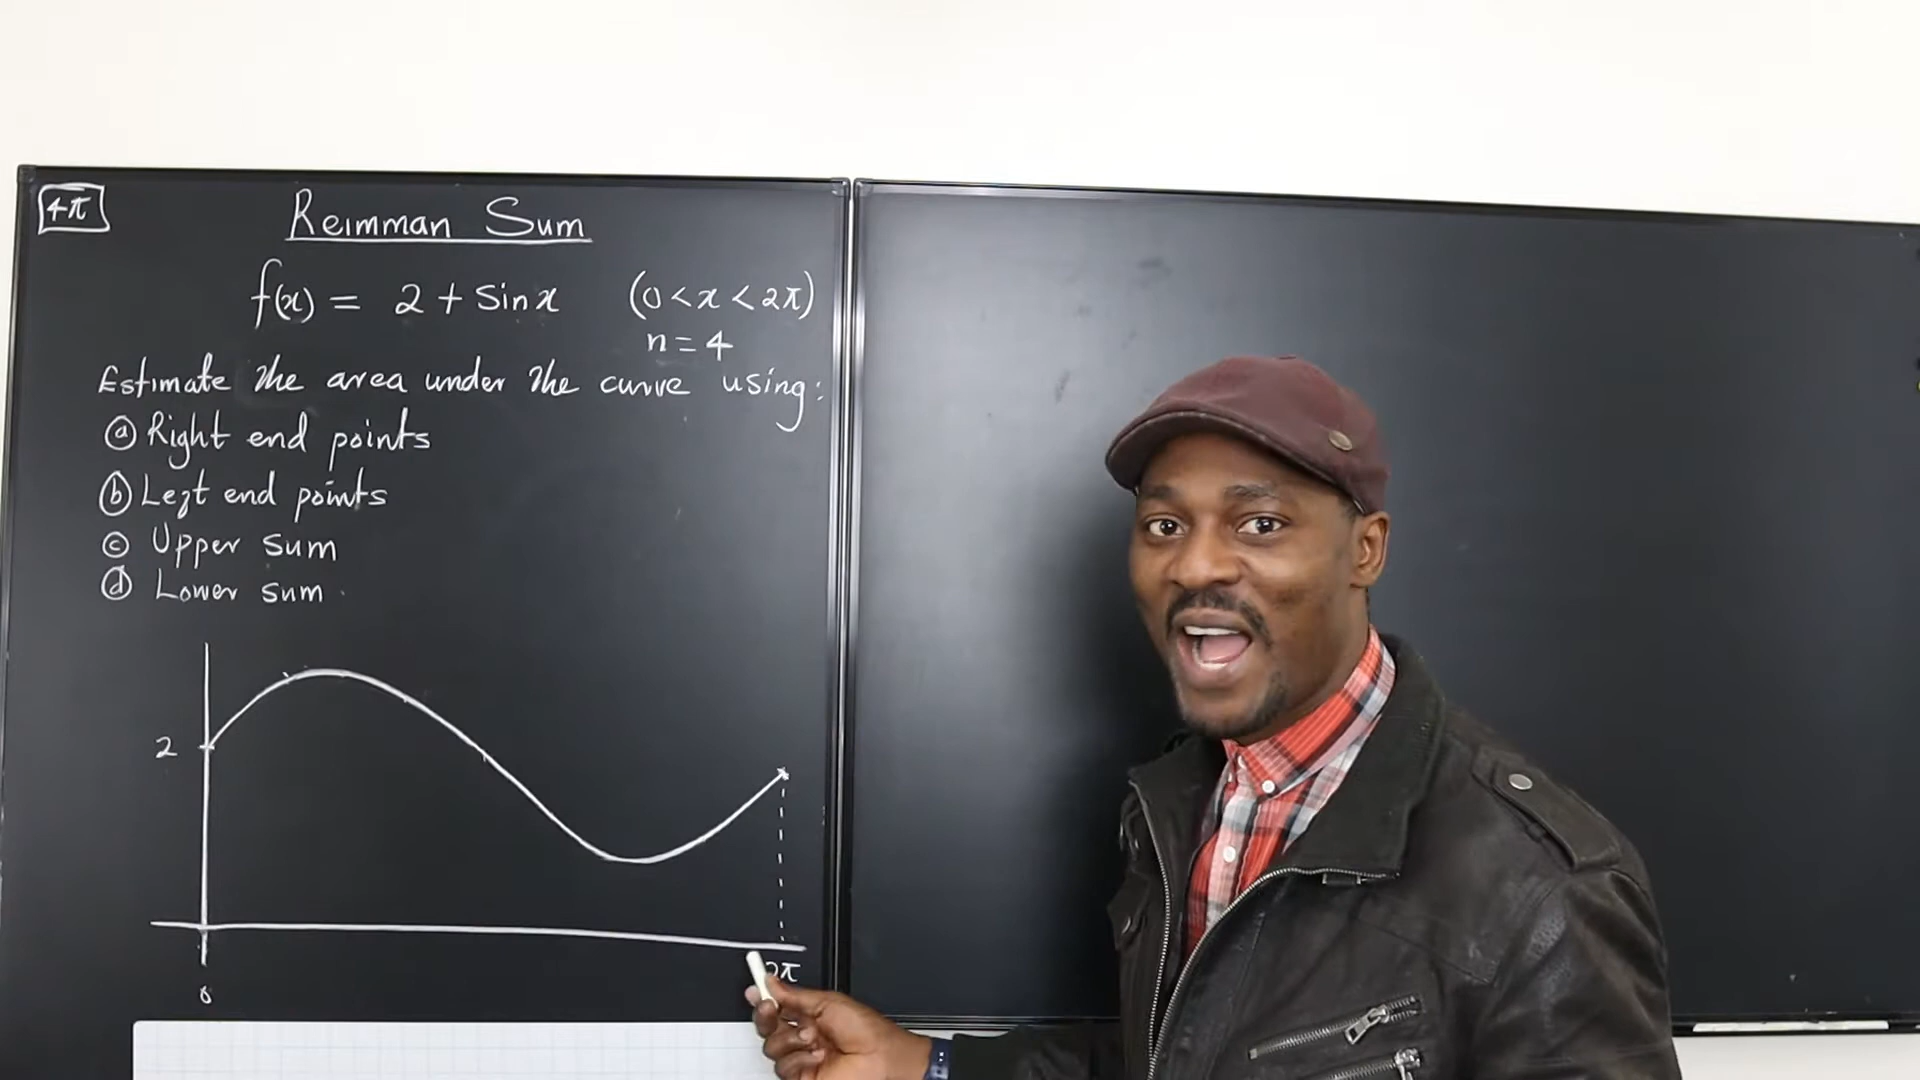 4π
Reimman Sum
f(x) = 2 + Sin x (0 < x < 2π)
n = 4
Estimate the area under the curve using:
ⓐ Right end points
ⓑ Left end points
ⓒ Upper sum
ⓓ Lower sum.
2
2π
0